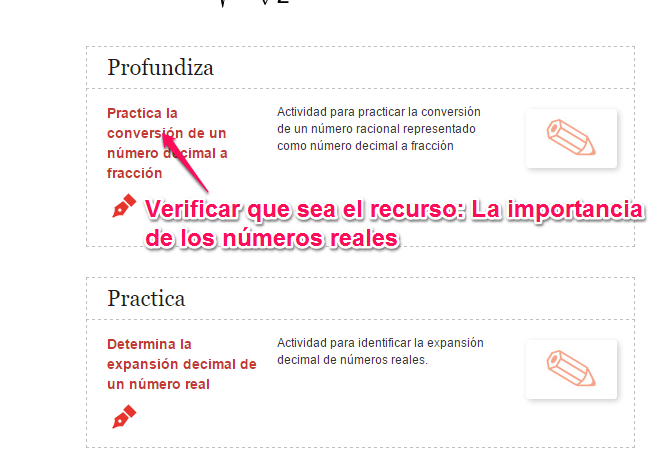 Profundiza
Practica la
conversión de un
número decimal a
fracción
Actividad para practicar la conversión
de un número racional representado
como número decimal a fracción
Verificar que sea el recurso: La importancia
de los números reales
Practica
Determina la
expansión decimal de
un número real
Actividad para identificar la expansión
decimal de números reales.